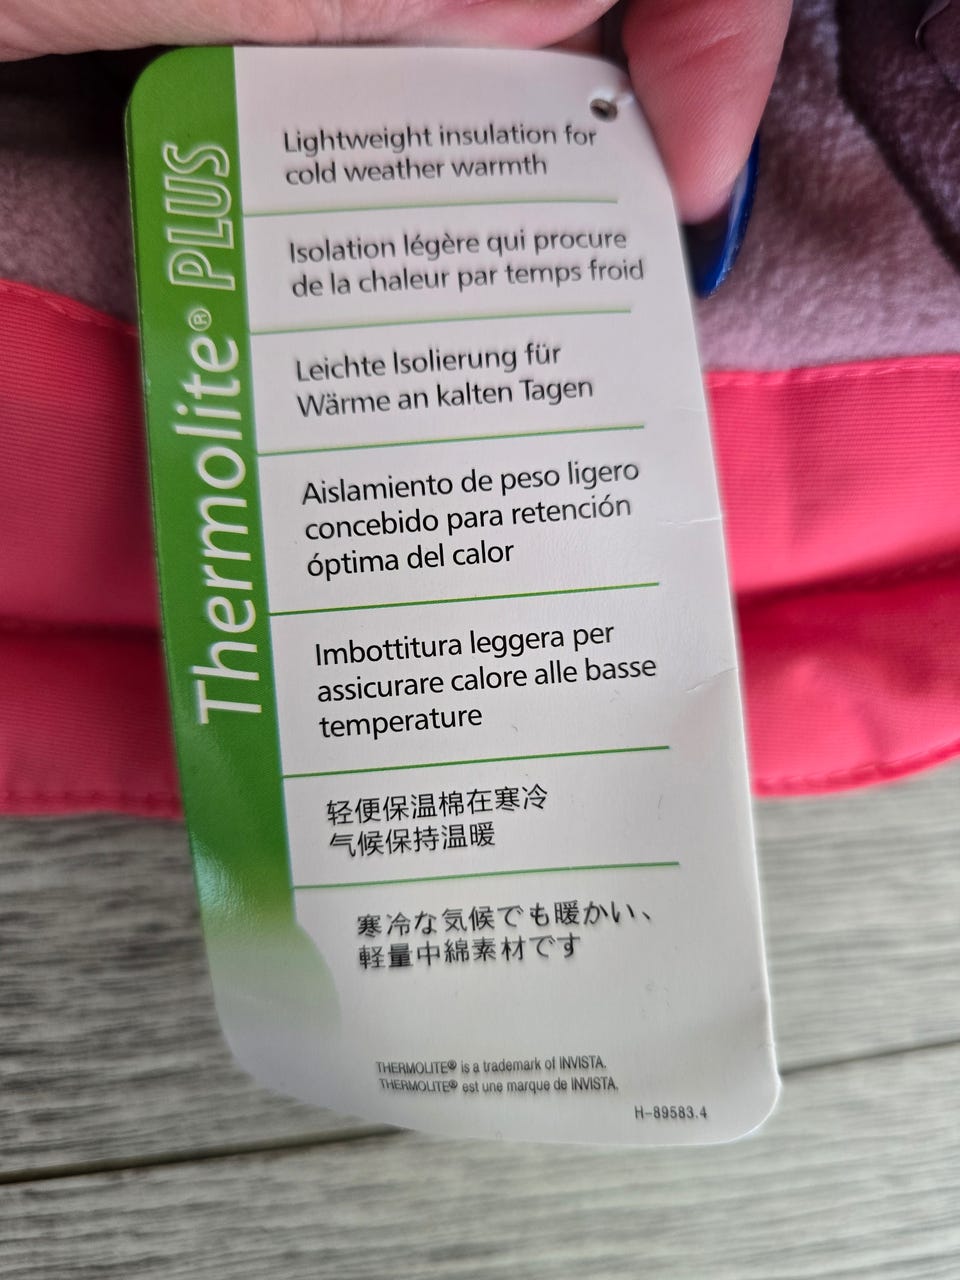 Thermolite® PLUS
Lightweight insulation for
cold weather warmth
Isolation légère qui procure
de la chaleur par temps froid
Leichte Isolierung für
Wärme an kalten Tagen
Aislamiento de peso ligero
concebido para retención
óptima del calor
Imbottitura leggera per
assicurare calore alle basse
temperature
轻便保温棉在寒冷
气候保持温暖
寒冷な気候でも暖かい、
軽量中綿素材です
THERMOLITE® is a trademark of INVISTA.
THERMOLITE® est une marque de INVISTA.
H-89583.4